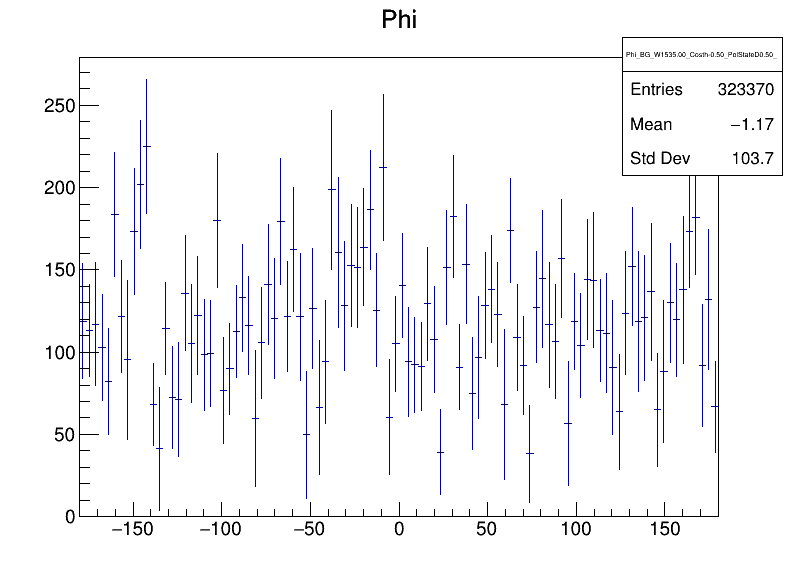 Phi
Phi_BG_W1535.00_Costh-0.50_PolStateD0.50_
Entries 323370
Mean −1.17
Std Dev 103.7
250
200
150
100
50
0
−150 −100 −50 0 50 100 150